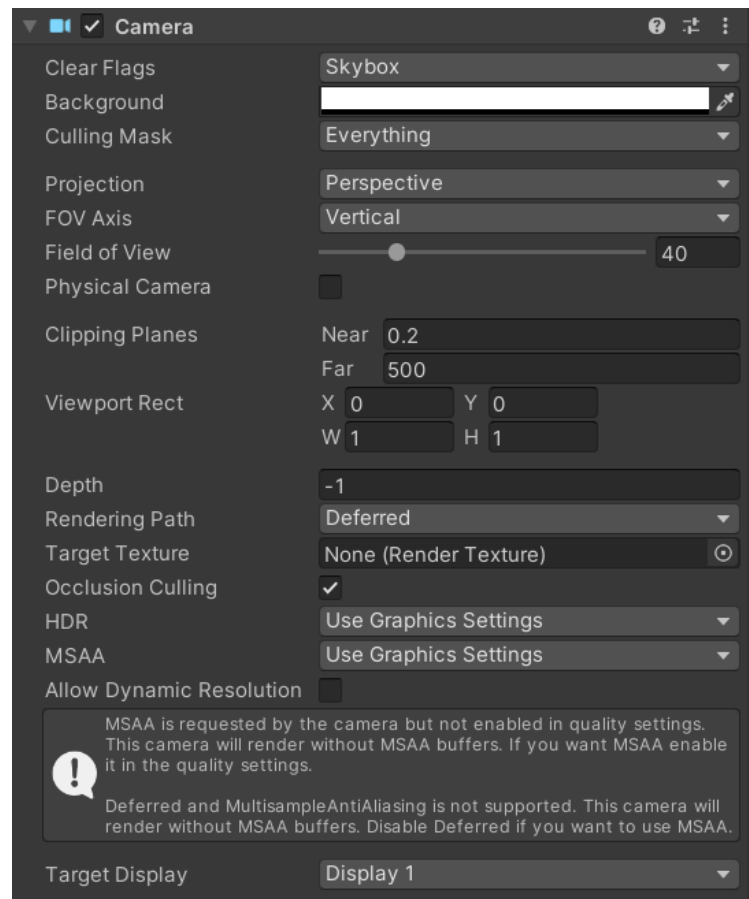 Camera
Clear Flags Skybox
Background
Culling Mask Everything
Projection Perspective
FOV Axis Vertical
Field of View 40
Physical Camera
Clipping Planes Near 0.2
Far 500
Viewport Rect X 0 Y 0
W 1 H 1
Depth -1
Rendering Path Deferred
Target Texture None (Render Texture)
Occlusion Culling
HDR Use Graphics Settings
MSAA Use Graphics Settings
Allow Dynamic Resolution
MSAA is requested by the camera but not enabled in quality settings.
This camera will render without MSAA buffers. If you want MSAA enable
it in the quality settings.
Deferred and MultisampleAntiAliasing is not supported. This camera will
render without MSAA buffers. Disable Deferred if you want to use MSAA.
Target Display Display 1